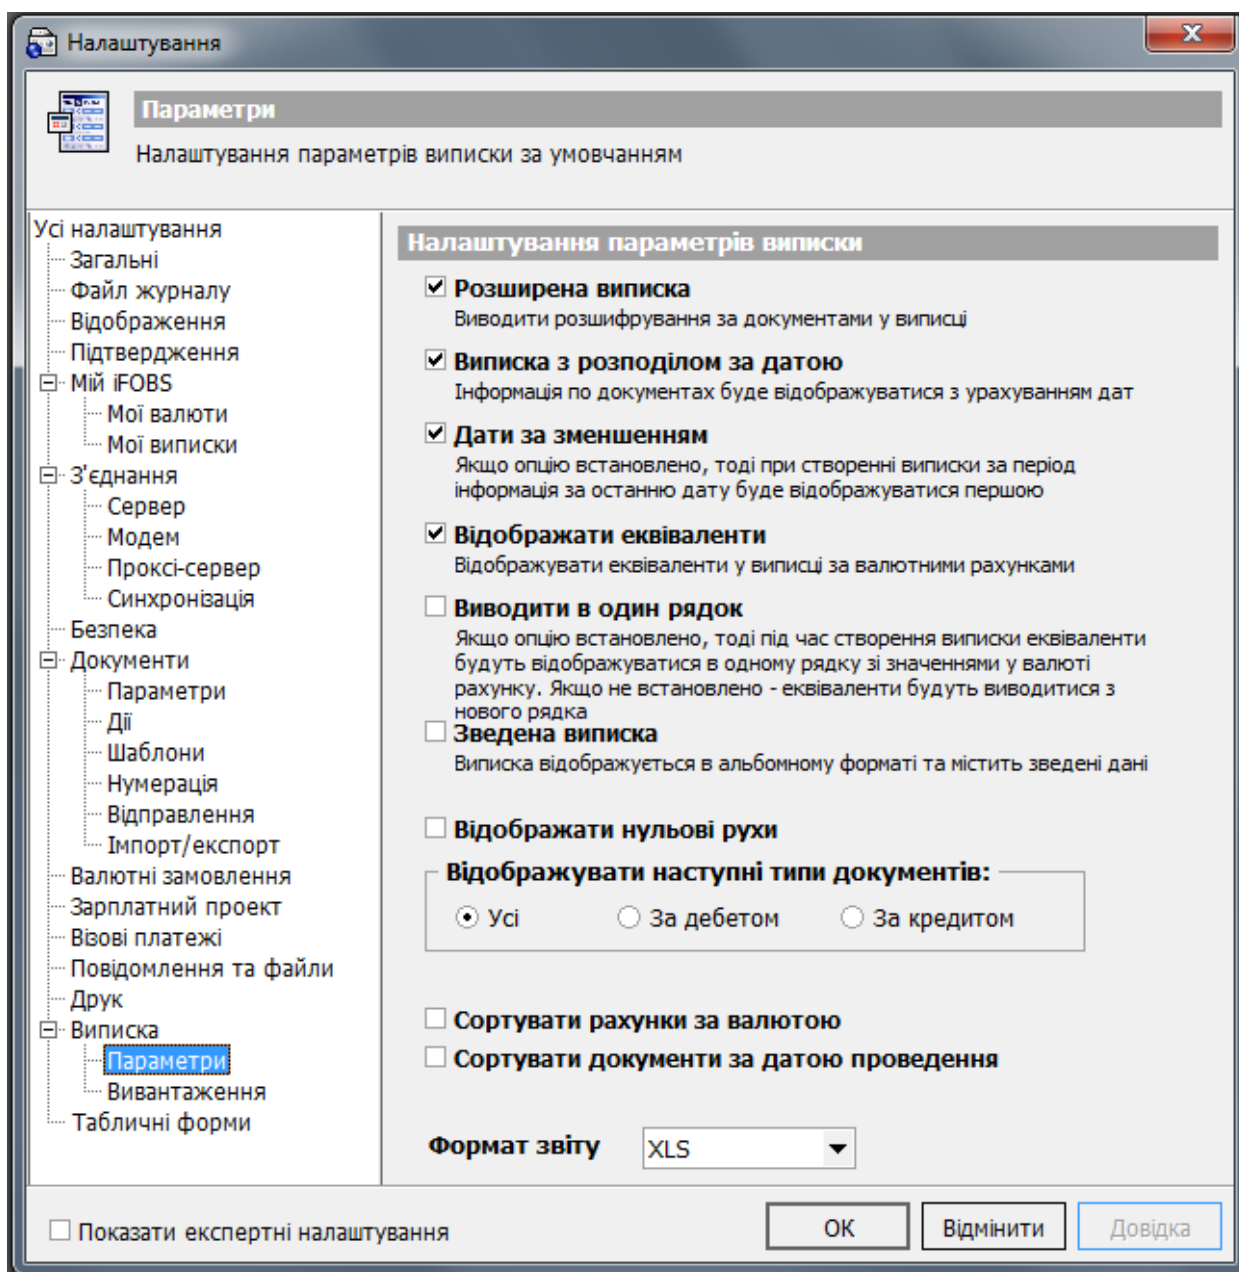 Налаштування
Параметри
Налаштування параметрів виписки за умовчанням
Усі налаштування
Загальні
Файл журналу
Відображення
Підтвердження
Мій iFOBS
Мої валюти
Мої виписки
З'єднання
Сервер
Модем
Проксі-сервер
Синхронізація
Безпека
Документи
Параметри
Дії
Шаблони
Нумерація
Відправлення
Імпорт/експорт
Валютні замовлення
Зарплатний проект
Візові платежі
Повідомлення та файли
Друк
Виписка
Параметри
Вивантаження
Табличні форми
Налаштування параметрів виписки
Розширена виписка
Виводити розшифрування за документами у виписці
Виписка з розподілом за датою
Інформація по документах буде відображуватися з урахуванням дат
Дати за зменшенням
Якщо опцію встановлено, тоді при створенні виписки за період
інформація за останню дату буде відображуватися першою
Відображати еквіваленти
Відображувати еквіваленти у виписці за валютними рахунками
Виводити в один рядок
Якщо опцію встановлено, тоді під час створення виписки еквіваленти
будуть відображуватися в одному рядку зі значеннями у валюті
рахунку. Якщо не встановлено - еквіваленти будуть виводитися з
нового рядка
Зведена виписка
Виписка відображується в альбомному форматі та містить зведені дані
Відображати нульові рухи
Відображувати наступні типи документів:
Усі За дебетом За кредитом
Сортувати рахунки за валютою
Сортувати документи за датою проведення
Формат звіту XLS
Показати експертні налаштування
ОК Відмінити Довідка